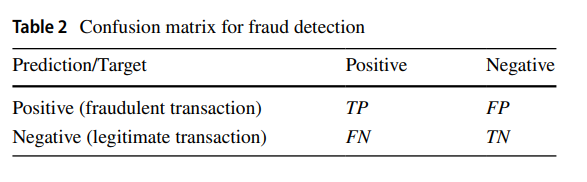 Table 2 Confusion matrix for fraud detection
Prediction/Target Positive Negative
Positive (fraudulent transaction) TP FP
Negative (legitimate transaction) FN TN